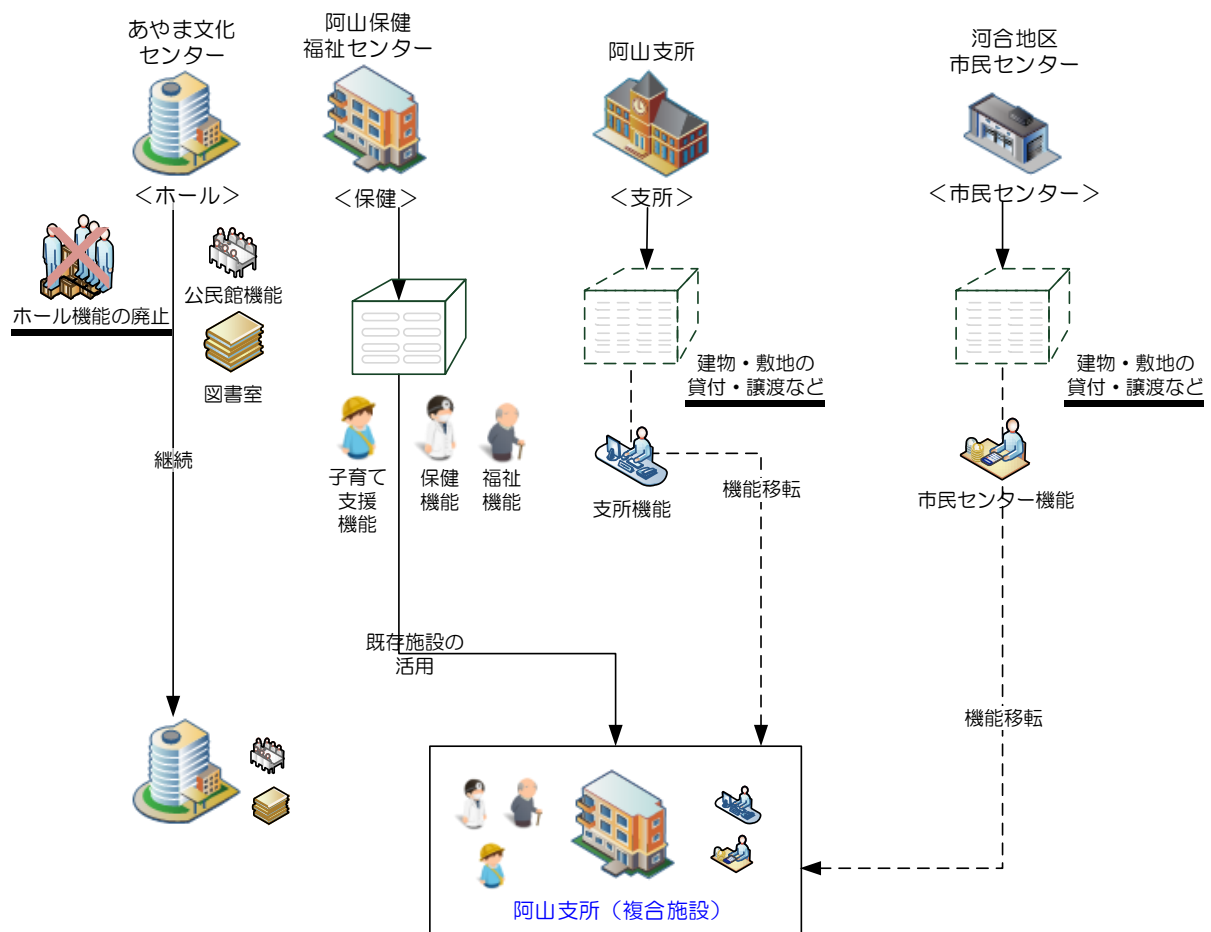 あやま文化
センター
阿山保健
福祉センター
阿山支所
河合地区
市民センター
＜ホール＞
＜保健＞
＜支所＞
＜市民センター＞
ホール機能の廃止
公民館機能
図書室
建物・敷地の
貸付・譲渡など
建物・敷地の
貸付・譲渡など
継続
子育て
支援
機能
保健
機能
福祉
機能
支所機能
機能移転
市民センター機能
既存施設の
活用
機能移転
阿山支所（複合施設）